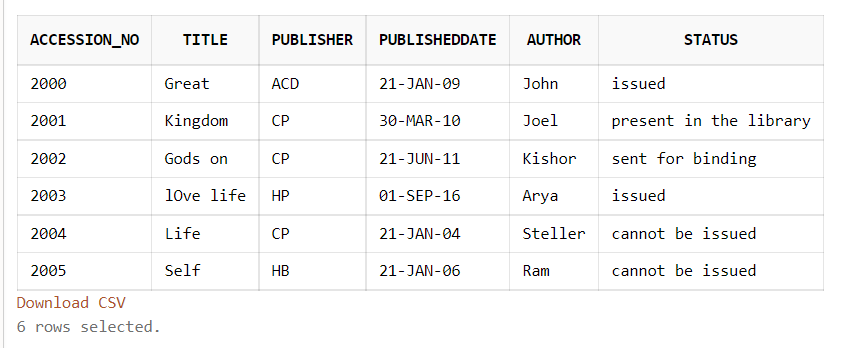 ACCESSION_NO TITLE PUBLISHER PUBLISHEDDATE AUTHOR STATUS
2000 Great ACD 21-JAN-09 John issued
2001 Kingdom CP 30-MAR-10 Joel present in the library
2002 Gods on CP 21-JUN-11 Kishor sent for binding
2003 lOve life HP 01-SEP-16 Arya issued
2004 Life CP 21-JAN-04 Steller cannot be issued
2005 Self HB 21-JAN-06 Ram cannot be issued
Download CSV
6 rows selected.